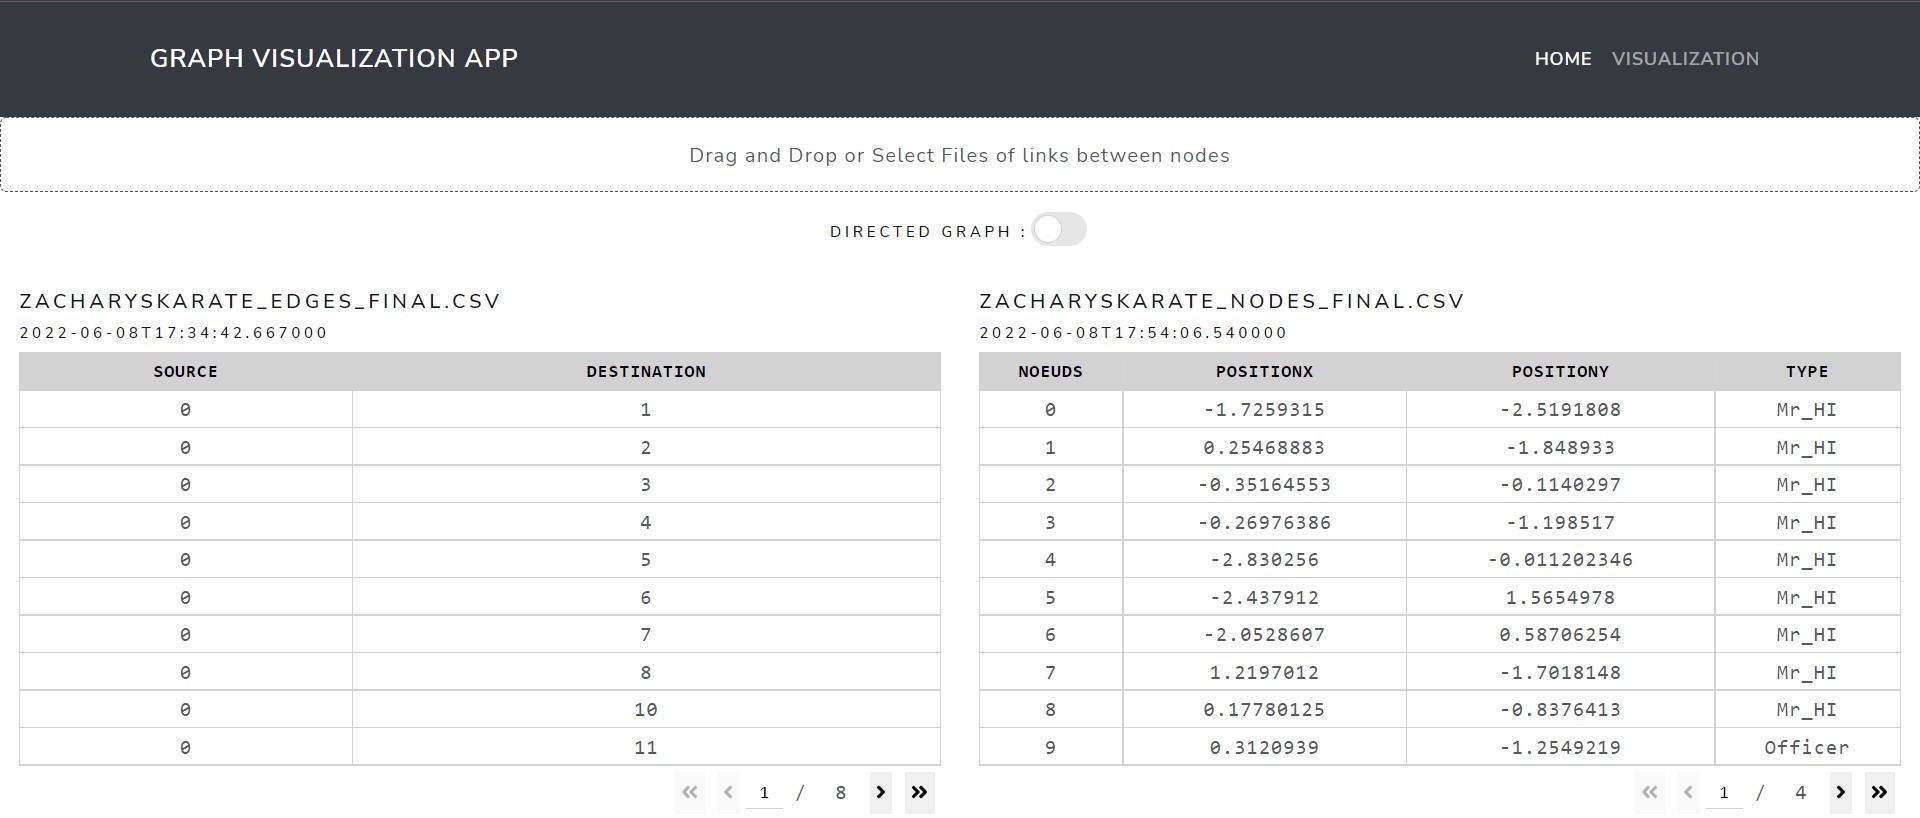 GRAPH VISUALIZATION APP
HOME VISUALIZATION
Drag and Drop or Select Files of links between nodes
DIRECTED GRAPH :
ZACHARYSKARATE_EDGES_FINAL.CSV
2022-06-08T17:34:42.667000
SOURCE DESTINATION
0 1
0 2
0 3
0 4
0 5
0 6
0 7
0 8
0 10
0 11
1 / 8
ZACHARYSKARATE_NODES_FINAL.CSV
2022-06-08T17:54:06.540000
NOEUDS POSITIONX POSITIONY TYPE
0 -1.7259315 -2.5191808 Mr_HI
1 0.25468883 -1.848933 Mr_HI
2 -0.35164553 -0.1140297 Mr_HI
3 -0.26976386 -1.198517 Mr_HI
4 -2.830256 -0.011202346 Mr_HI
5 -2.437912 1.5654978 Mr_HI
6 -2.0528607 0.58706254 Mr_HI
7 1.2197012 -1.7018148 Mr_HI
8 0.17780125 -0.8376413 Mr_HI
9 0.3120939 -1.2549219 Officer
1 / 4